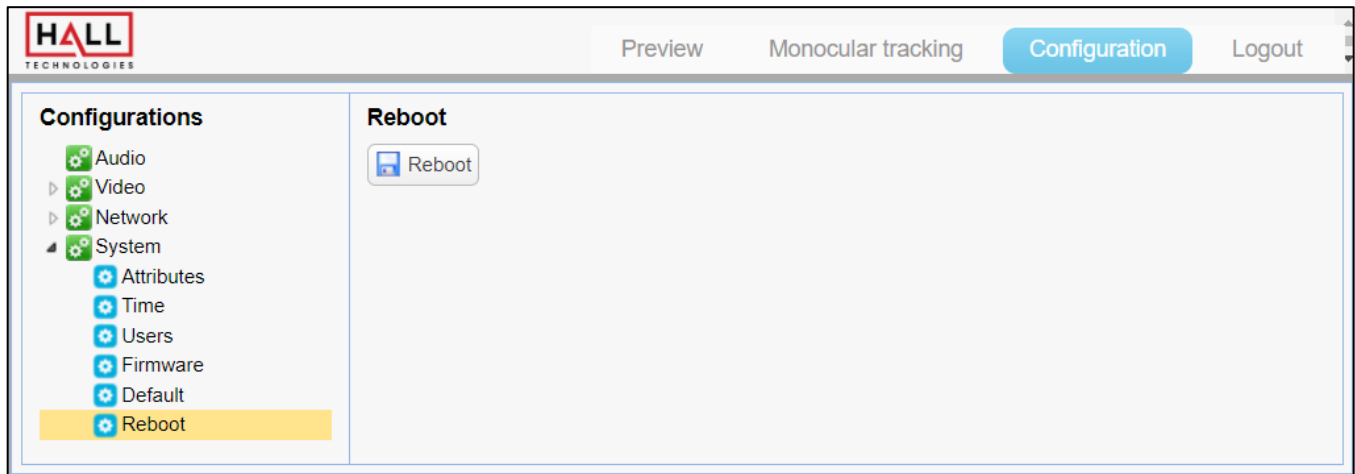 HALL
TECHNOLOGIES
Preview Monocular tracking Configuration Logout
Configurations
Audio
Video
Network
System
Attributes
Time
Users
Firmware
Default
Reboot
Reboot
Reboot